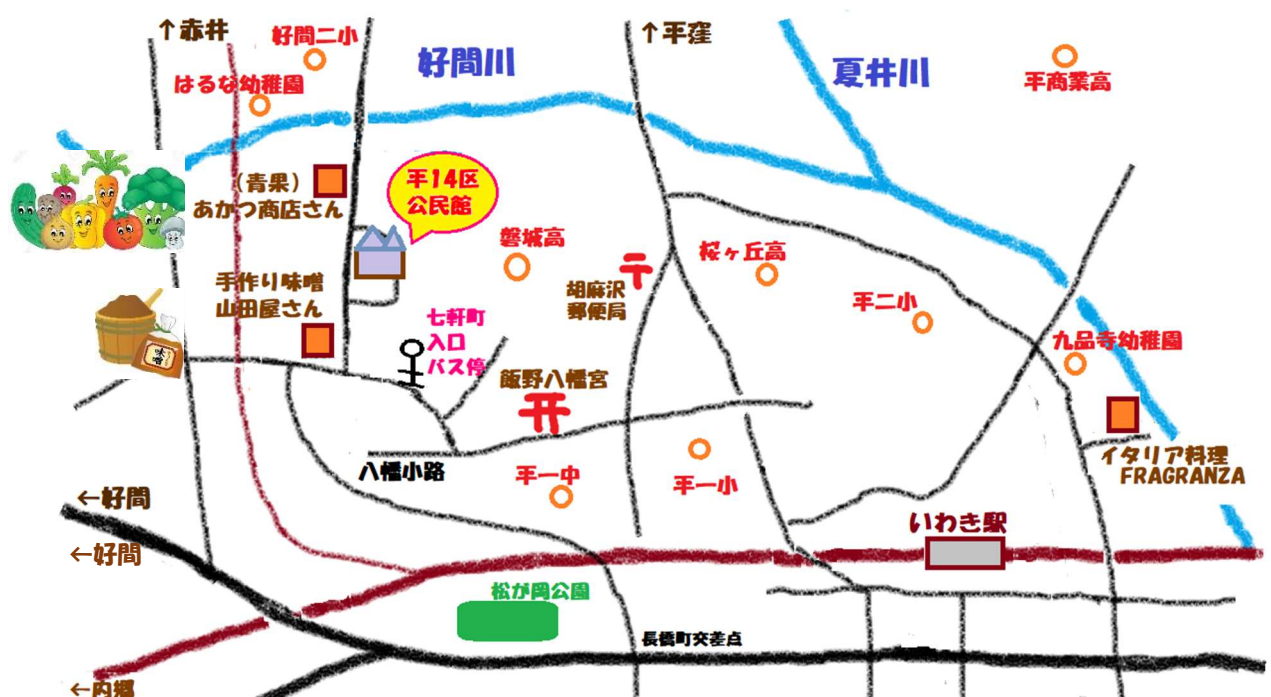 ↑赤井
好間二小
はるな幼稚園
好間川
↑平窪
夏井川
平商業高
(青果)
あかつ商店さん
平14区
公民館
磐城高
胡麻沢
郵便局
桜ヶ丘高
手作り味噌
山田屋さん
味噌
七軒町
入口
バス停
平二小
九品寺幼稚園
飯野八幡宮
八幡小路
平一中
平一小
イタリア料理
FRAGRANZA
←好間
←好間
いわき駅
松が岡公園
長橋町交差点
←内郷